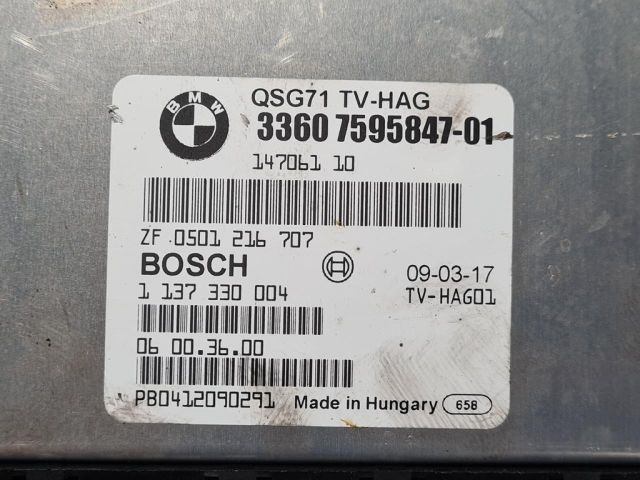 BMW
QSG71 TV-HAG
3360 7595847-01
147061 10
ZF 0501 216 707
BOSCH
09-03-17
1 137 330 004
TV-HAG01
06 00.36.00
PB0412090291
Made in Hungary
658